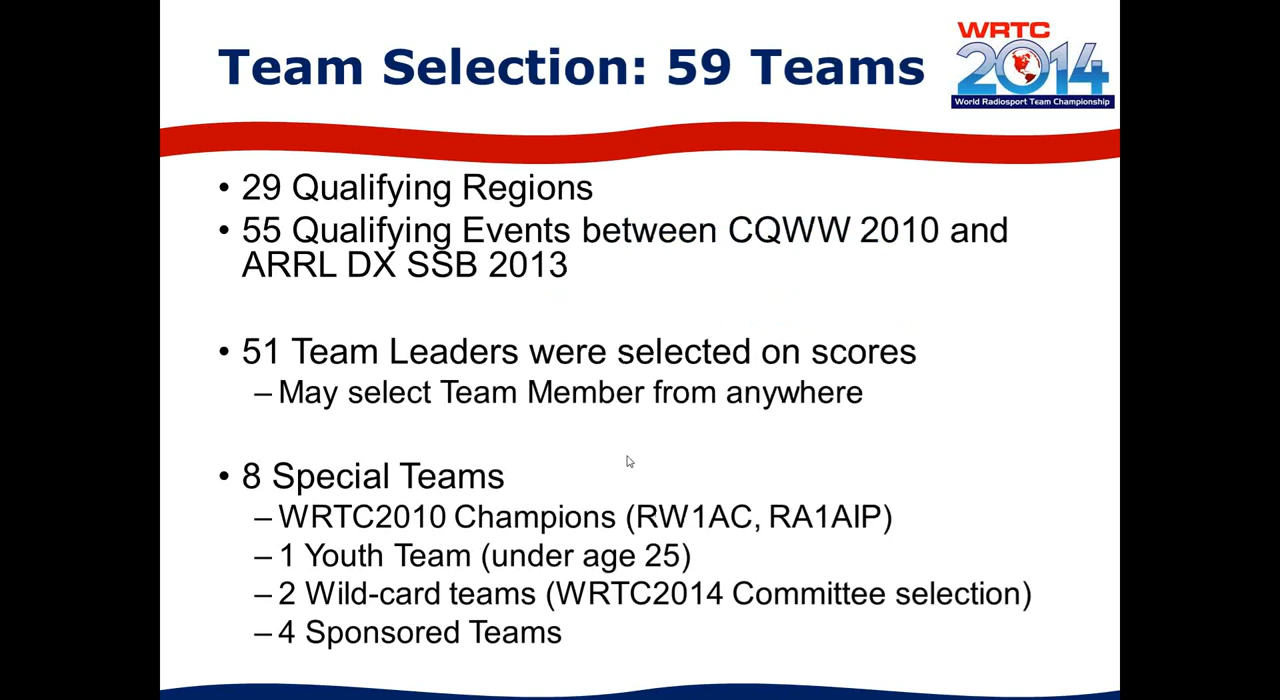 Team Selection: 59 Teams
WRTC
2014
World Radiosport Team Championship
• 29 Qualifying Regions
• 55 Qualifying Events between CQWW 2010 and
ARRL DX SSB 2013
• 51 Team Leaders were selected on scores
– May select Team Member from anywhere
• 8 Special Teams
– WRTC2010 Champions (RW1AC, RA1AIP)
– 1 Youth Team (under age 25)
– 2 Wild-card teams (WRTC2014 Committee selection)
– 4 Sponsored Teams